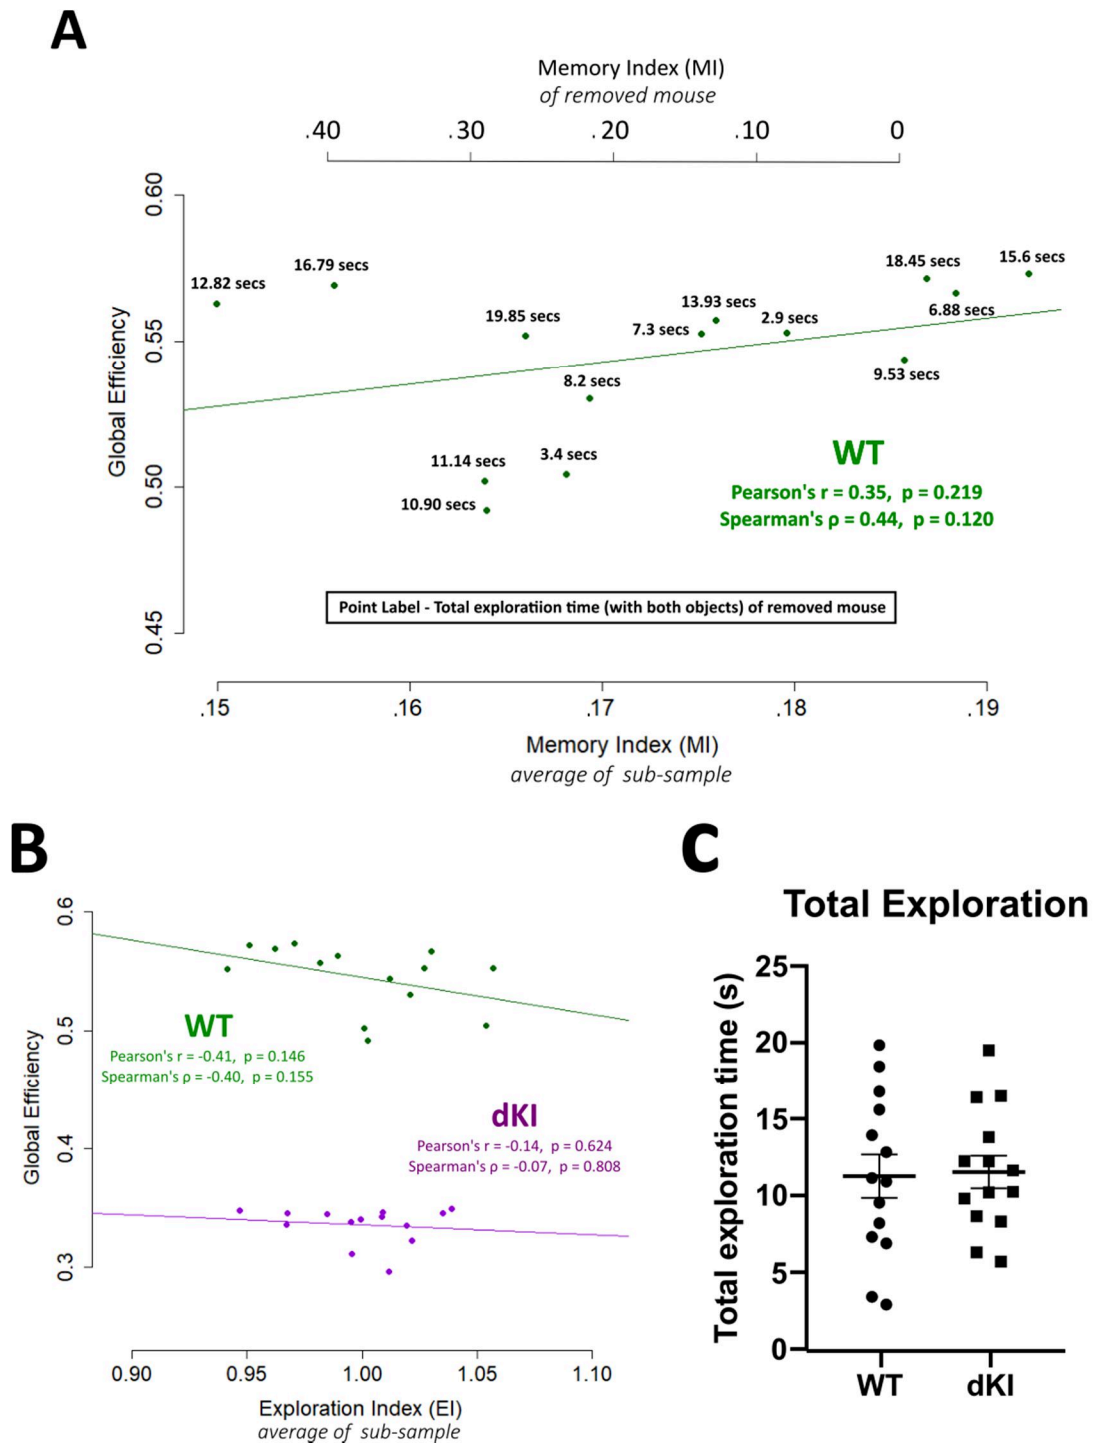 A
Memory Index (MI)
of removed mouse
.40 .30 .20 .10 0
Global Efficiency
0.60
0.55
0.50
0.45
12.82 secs
16.79 secs
19.85 secs
13.93 secs
7.3 secs
2.9 secs
18.45 secs
15.6 secs
6.88 secs
9.53 secs
8.2 secs
11.14 secs
3.4 secs
10.90 secs
WT
Pearson's r = 0.35, p = 0.219
Spearman's ρ = 0.44, p = 0.120
Point Label - Total exploratiion time (with both objects) of removed mouse
.15 .16 .17 .18 .19
Memory Index (MI)
average of sub-sample
B
Global Efficiency
0.6
0.5
0.4
0.3
WT
Pearson's r = -0.41, p = 0.146
Spearman's ρ = -0.40, p = 0.155
dKI
Pearson's r = -0.14, p = 0.624
Spearman's ρ = -0.07, p = 0.808
0.90 0.95 1.00 1.05 1.10
Exploration Index (EI)
average of sub-sample
C
Total Exploration
Total exploration time (s)
25
20
15
10
5
0
WT dKI